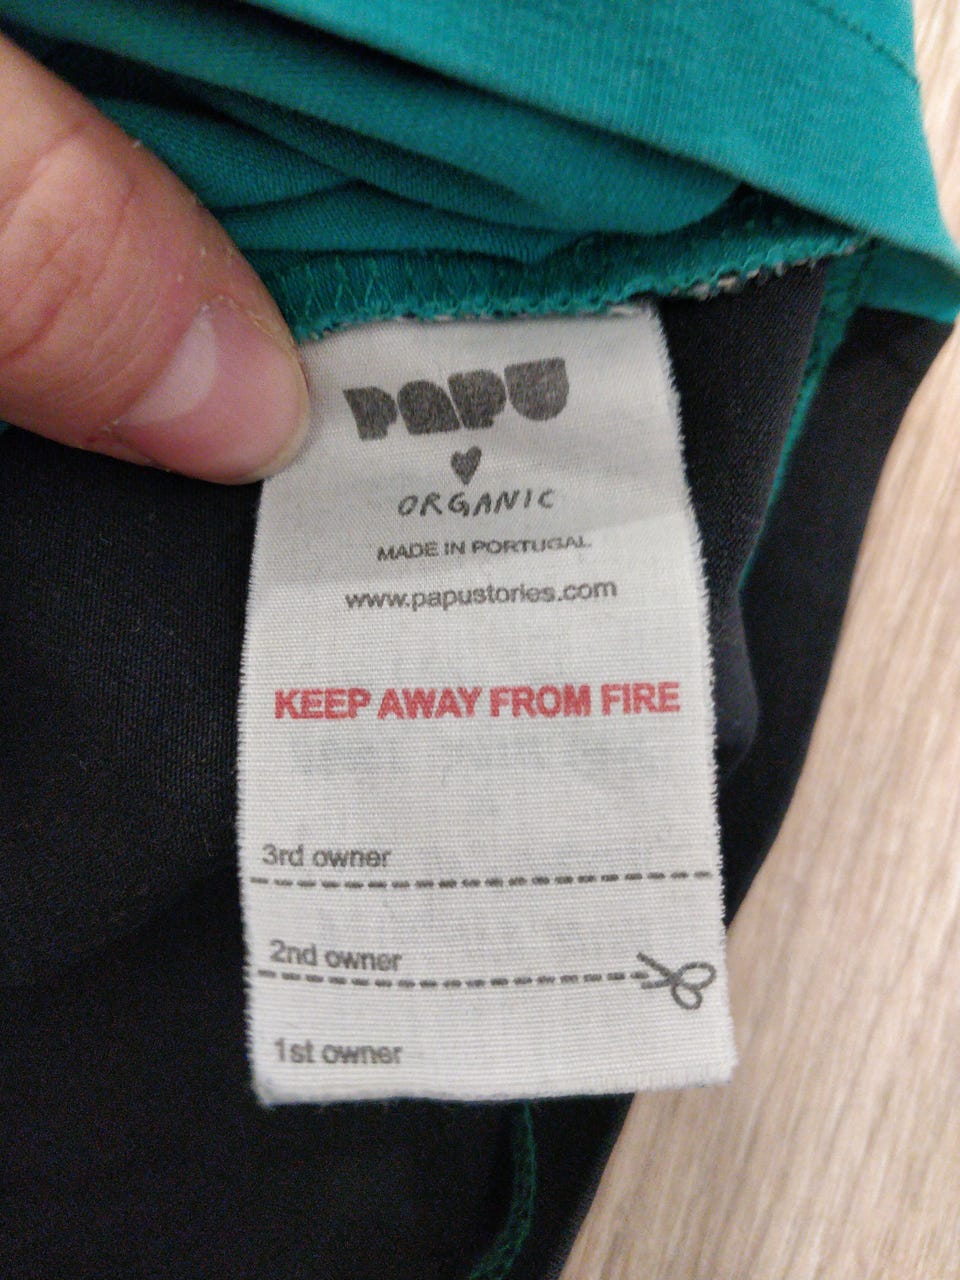 PAPU
ORGANIC
MADE IN PORTUGAL
www.papustories.com
KEEP AWAY FROM FIRE
3rd owner
2nd owner
1st owner